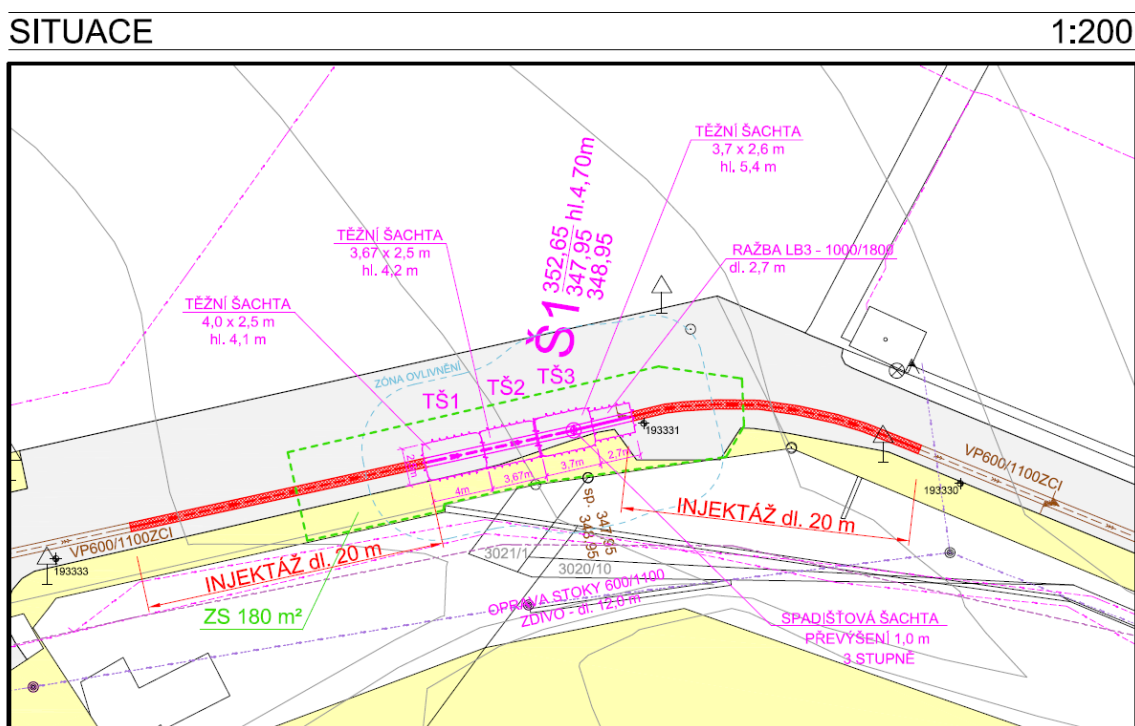 SITUACE
1:200
TĚŽNÍ ŠACHTA
3,7 x 2,6 m
hl. 5,4 m
Š1
352,65 hl.4,70m
347,95
348,95
TĚŽNÍ ŠACHTA
3,67 x 2,5 m
hl. 4,2 m
RAŽBA LB3 - 1000/1800
dl. 2,7 m
TĚŽNÍ ŠACHTA
4,0 x 2,5 m
hl. 4,1 m
ZÓNA OVLIVNĚNÍ
TŠ1
TŠ2
TŠ3
193331
4m
3,67m
3,7m
2,7m
VP600/1100ZCI
193330
sp. 347,95
348,95
INJEKTÁŽ dl. 20 m
VP600/1100ZCI
193333
INJEKTÁŽ dl. 20 m
3021/1
3020/10
ZS 180 m²
OPRAVA STOKY 600/1100
ZDIVO - dl. 12,0 m
SPADIŠŤOVÁ ŠACHTA
PŘEVÝŠENÍ 1,0 m
3 STUPNĚ